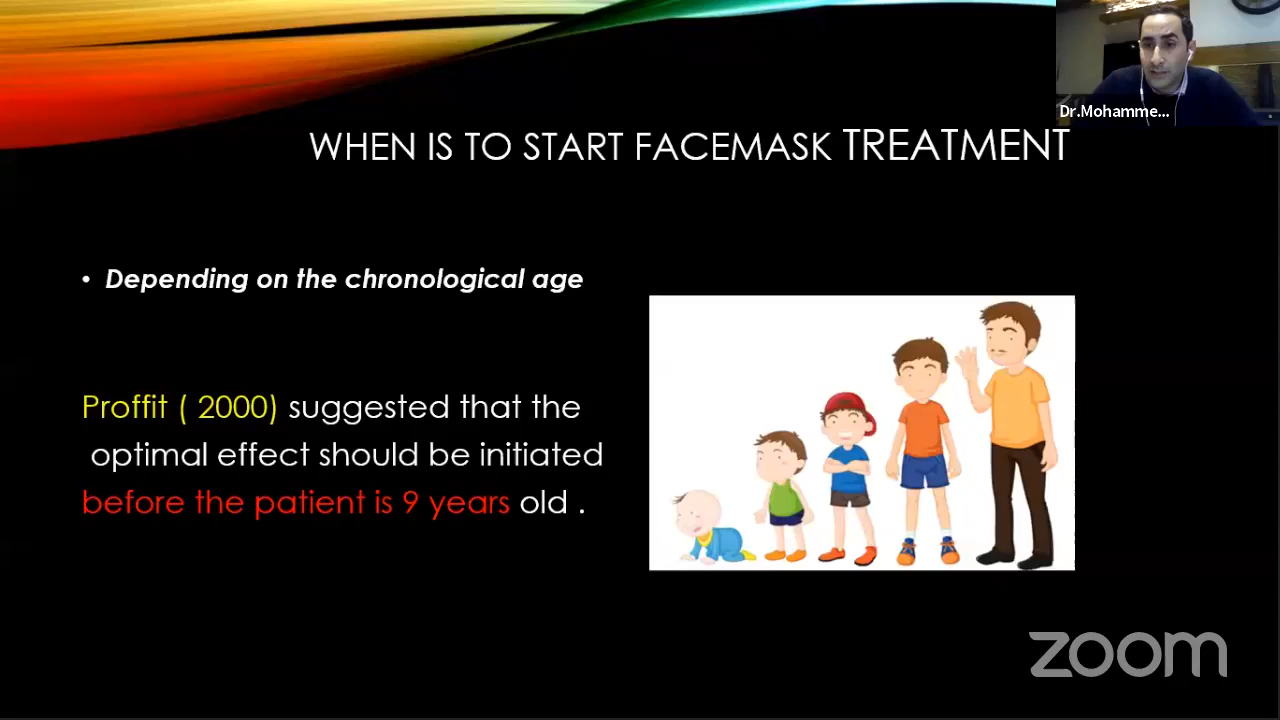 Dr.Mohamme...
WHEN IS TO START FACEMASK TREATMENT
• Depending on the chronological age
Proffit ( 2000) suggested that the
optimal effect should be initiated
before the patient is 9 years old .
zoom